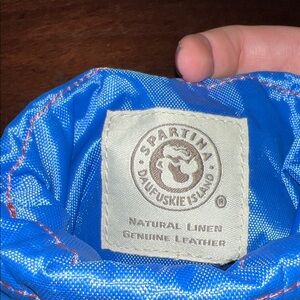 SPARTINA
DAUFUSKIE ISLAND
®
NATURAL LINEN
GENUINE LEATHER